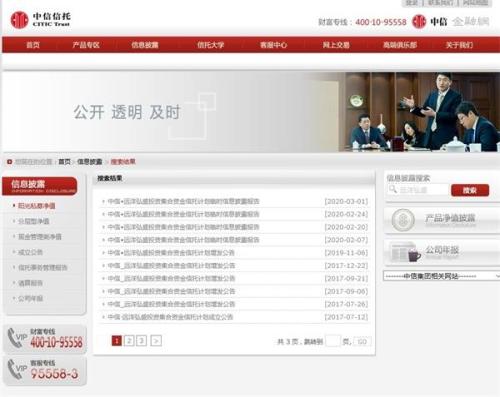 登录 | 联系我们 | 网站地图
中信信托
CITIC Trust
财富专线：400-10-95558
中信 金融網
首页 产品专区 信息披露 信托大学 客服中心 网上交易 高端俱乐部 关于我们
公开 透明 及时
您现在的位置：首页 > 信息披露 > 搜索结果
信息披露
INFORMATION DISCLOSURE
阳光私募净值
分层型净值
现金管理类净值
成立公告
信托事务管理报告
清算报告
公司年报
VIP 财富专线
400-10-95558
VIP 客服专线
95558-3
搜索结果
中信•远洋弘盛投资集合资金信托计划临时信息披露报告 [2020-03-01]
中信•远洋弘盛投资集合资金信托计划临时信息披露报告 [2020-02-24]
中信•远洋弘盛投资集合资金信托计划临时信息披露报告 [2020-02-20]
中信•远洋弘盛投资集合资金信托计划临时信息披露报告 [2020-02-07]
中信•远洋弘盛投资集合资金信托计划增发公告 [2019-11-06]
中信_远洋弘盛投资集合资金信托计划增发公告 [2017-12-22]
中信_远洋弘盛投资集合资金信托计划增发公告 [2017-09-21]
中信_远洋弘盛投资集合资金信托计划增发公告 [2017-09-06]
中信_远洋弘盛投资集合资金信托计划增发公告 [2017-07-26]
中信·远洋弘盛投资集合资金信托计划成立公告 [2017-07-12]
1 2 3 > 共 3 页, 跳转到 页, GO
信息披露搜索
远洋弘盛 搜索
产品净值披露
Information Disclosure
公司年报
Annual Report
------中信集团相关网站------